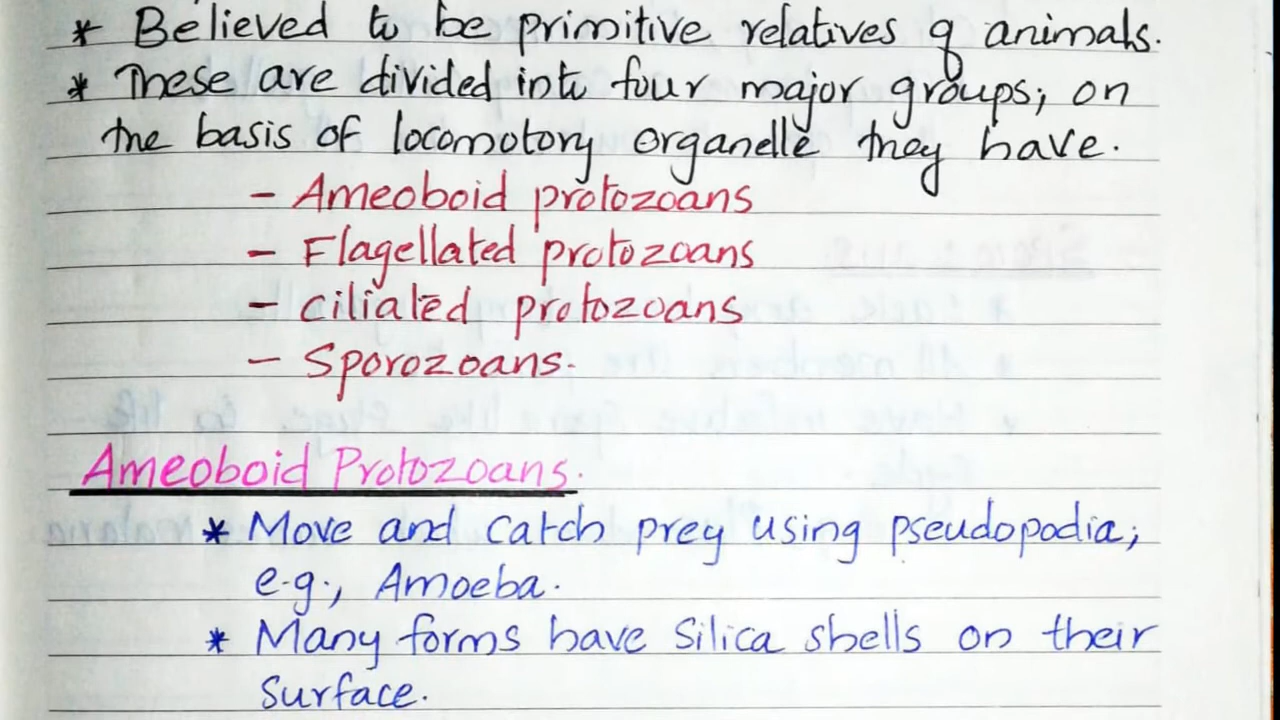 * Believed to be primitive relatives of animals.
* These are divided into four major groups; on
the basis of locomotory organelle they have.
- Ameoboid protozoans
- Flagellated protozoans
- ciliated protozoans
- Sporozoans.
Ameoboid Protozoans.
* Move and catch prey using pseudopodia;
e.g., Amoeba.
* Many forms have silica shells on their
surface.